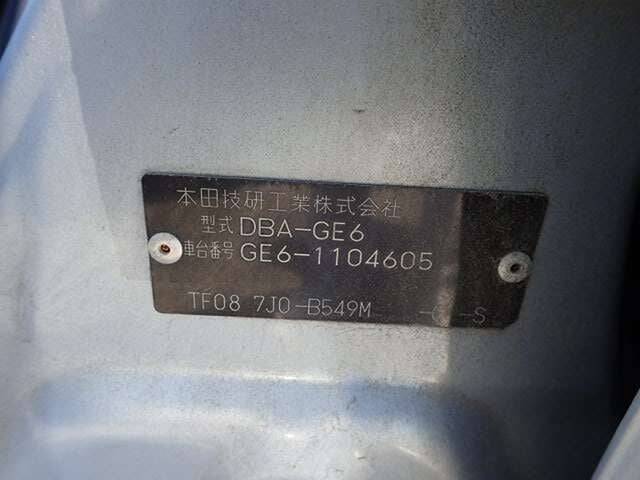 本田技研工業株式会社
型式 DBA-GE6
車台番号 GE6-1104605
TF08 7J0-B549M - -S